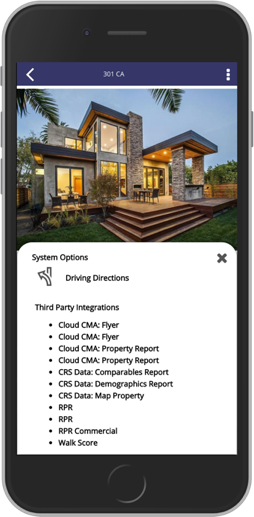 301 CA
System Options
Driving Directions
Third Party Integrations
Cloud CMA: Flyer
Cloud CMA: Flyer
Cloud CMA: Property Report
Cloud CMA: Property Report
CRS Data: Comparables Report
CRS Data: Demographics Report
CRS Data: Map Property
RPR
RPR
RPR Commercial
Walk Score